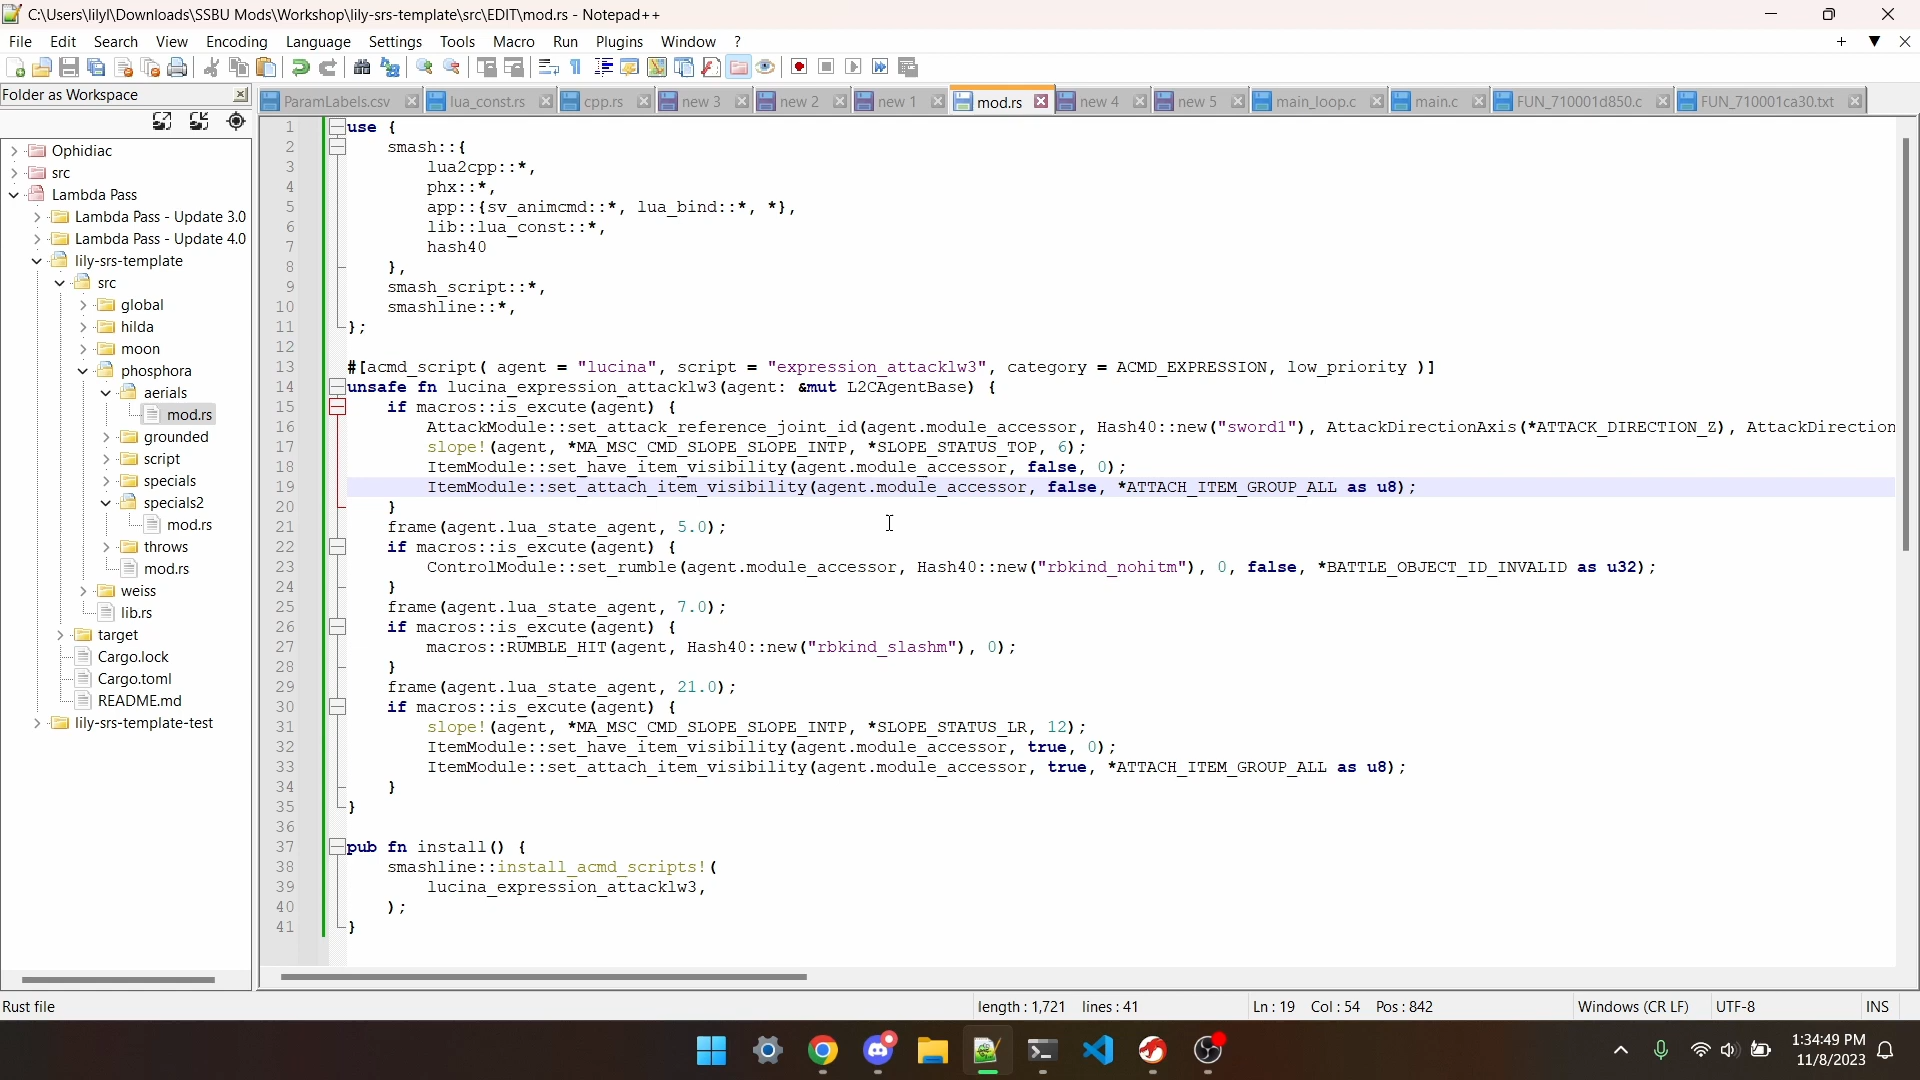 C:\Users\lilyl\Downloads\SSBU Mods\Workshop\lily-srs-template\src\EDIT\mod.rs - Notepad++
File Edit Search View Encoding Language Settings Tools Macro Run Plugins Window ?
Folder as Workspace
ParamLabels.csv lua_const.rs cpp.rs new 3 new 2 new 1 mod.rs new 4 new 5 main_loop.c main.c FUN_710001d850.c FUN_710001ca30.txt
Ophidiac
src
Lambda Pass
Lambda Pass - Update 3.0
Lambda Pass - Update 4.0
lily-srs-template
src
global
hilda
moon
phosphora
aerials
mod.rs
grounded
script
specials
specials2
mod.rs
throws
mod.rs
weiss
lib.rs
target
Cargo.lock
Cargo.toml
README.md
lily-srs-template-test
1 use {
2 smash::{
3 lua2cpp::*,
4 phx::*,
5 app::{sv_animcmd::*, lua_bind::*, *},
6 lib::lua_const::*,
7 hash40
8 },
9 smash_script::*,
10 smashline::*,
11 };
12
13 #[acmd_script( agent = "lucina", script = "expression_attacklw3", category = ACMD_EXPRESSION, low_priority )]
14 unsafe fn lucina_expression_attacklw3(agent: &mut L2CAgentBase) {
15 if macros::is_excute(agent) {
16 AttackModule::set_attack_reference_joint_id(agent.module_accessor, Hash40::new("sword1"), AttackDirectionAxis(*ATTACK_DIRECTION_Z), AttackDirection
17 slope!(agent, *MA_MSC_CMD_SLOPE_SLOPE_INTP, *SLOPE_STATUS_TOP, 6);
18 ItemModule::set_have_item_visibility(agent.module_accessor, false, 0);
19 ItemModule::set_attach_item_visibility(agent.module_accessor, false, *ATTACH_ITEM_GROUP_ALL as u8);
20 }
21 frame(agent.lua_state_agent, 5.0);
22 if macros::is_excute(agent) {
23 ControlModule::set_rumble(agent.module_accessor, Hash40::new("rbkind_nohitm"), 0, false, *BATTLE_OBJECT_ID_INVALID as u32);
24 }
25 frame(agent.lua_state_agent, 7.0);
26 if macros::is_excute(agent) {
27 macros::RUMBLE_HIT(agent, Hash40::new("rbkind_slashm"), 0);
28 }
29 frame(agent.lua_state_agent, 21.0);
30 if macros::is_excute(agent) {
31 slope!(agent, *MA_MSC_CMD_SLOPE_SLOPE_INTP, *SLOPE_STATUS_LR, 12);
32 ItemModule::set_have_item_visibility(agent.module_accessor, true, 0);
33 ItemModule::set_attach_item_visibility(agent.module_accessor, true, *ATTACH_ITEM_GROUP_ALL as u8);
34 }
35 }
36
37 pub fn install() {
38 smashline::install_acmd_scripts!(
39 lucina_expression_attacklw3,
40 );
41 }
Rust file length : 1,721 lines : 41 Ln : 19 Col : 54 Pos : 842 Windows (CR LF) UTF-8 INS
1:34:49 PM
11/8/2023